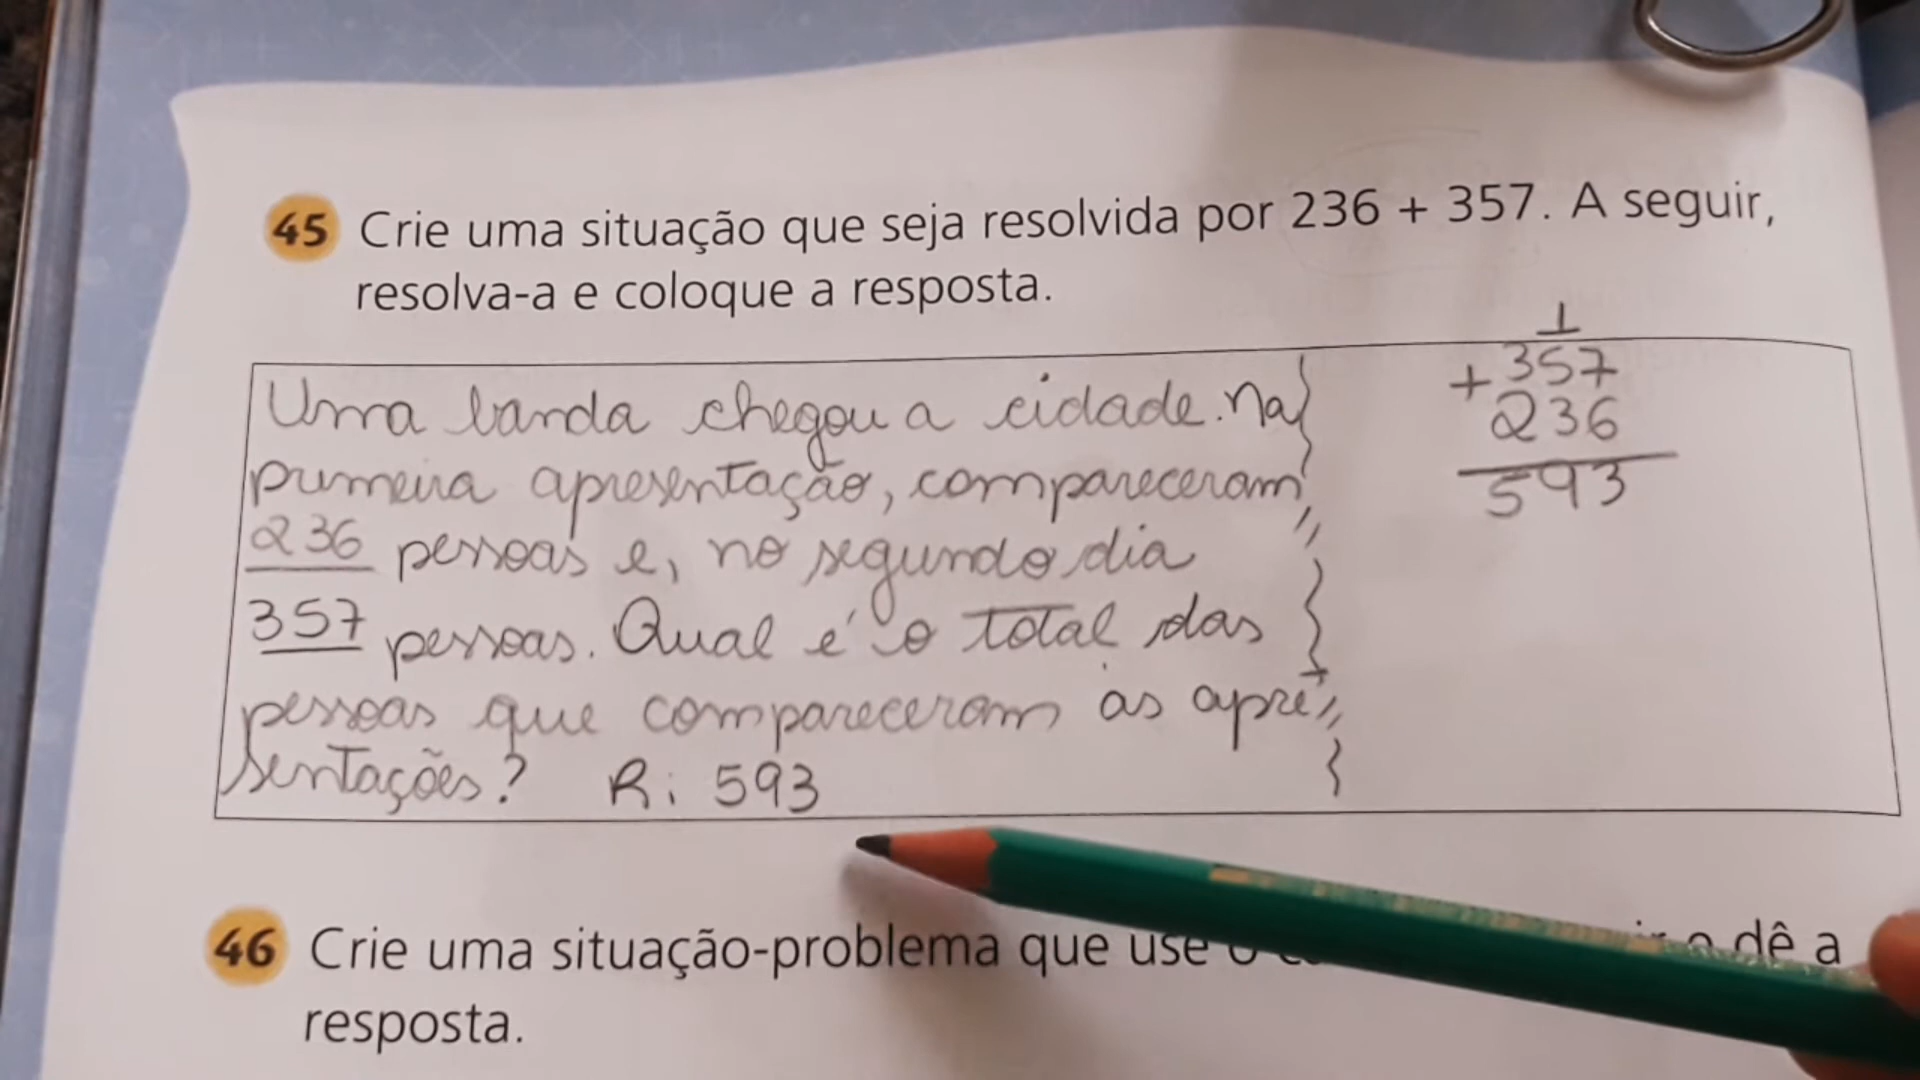 45 Crie uma situação que seja resolvida por 236 + 357. A seguir,
resolva-a e coloque a resposta.
Uma banda chegou a cidade. Na
primeira apresentação, compareceram
236 pessoas e, no segundo dia
357 pessoas. Qual é o total das
pessoas que compareceram as apre
sentações? R: 593
1
+ 357
236
593
46 Crie uma situação-problema que use o dê a
resposta.